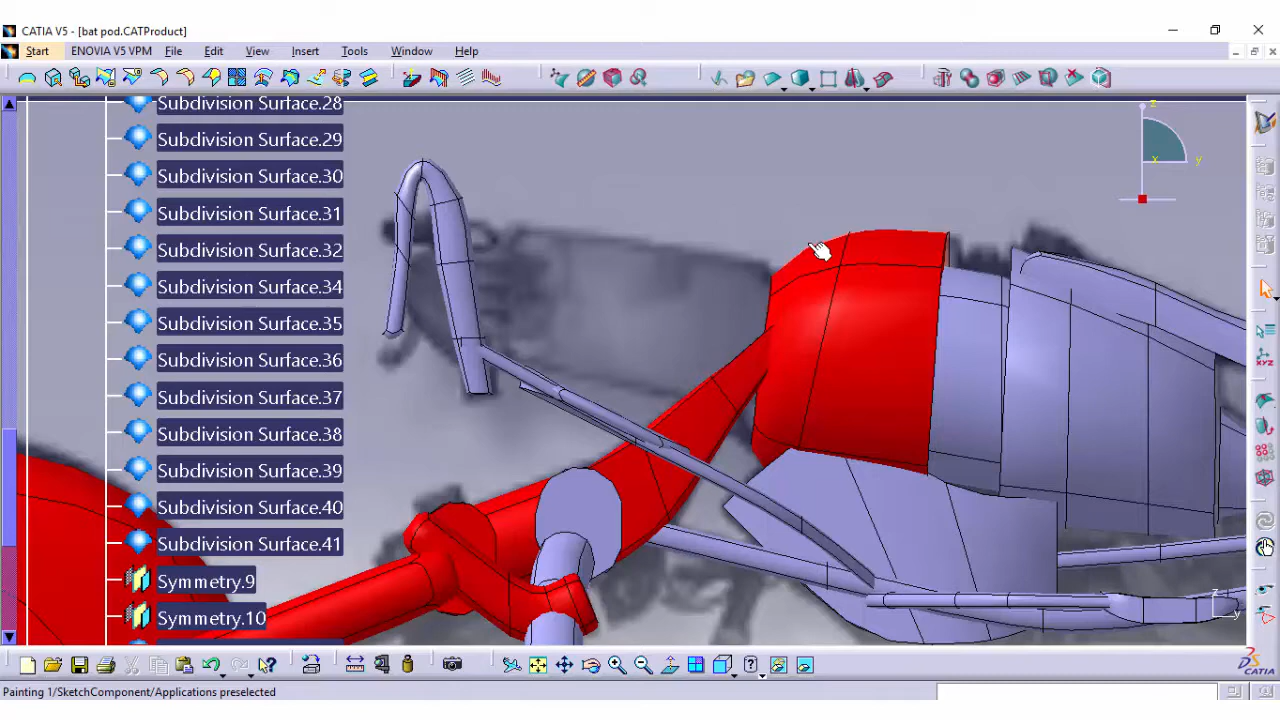 CATIA V5 - [bat pod.CATProduct]
Start ENOVIA V5 VPM File Edit View Insert Tools Window Help
Subdivision Surface.28
Subdivision Surface.29
Subdivision Surface.30
Subdivision Surface.31
Subdivision Surface.32
Subdivision Surface.34
Subdivision Surface.35
Subdivision Surface.36
Subdivision Surface.37
Subdivision Surface.38
Subdivision Surface.39
Subdivision Surface.40
Subdivision Surface.41
Symmetry.9
Symmetry.10
z
x y
z
y
XYZ
CATIA
Painting 1/SketchComponent/Applications preselected